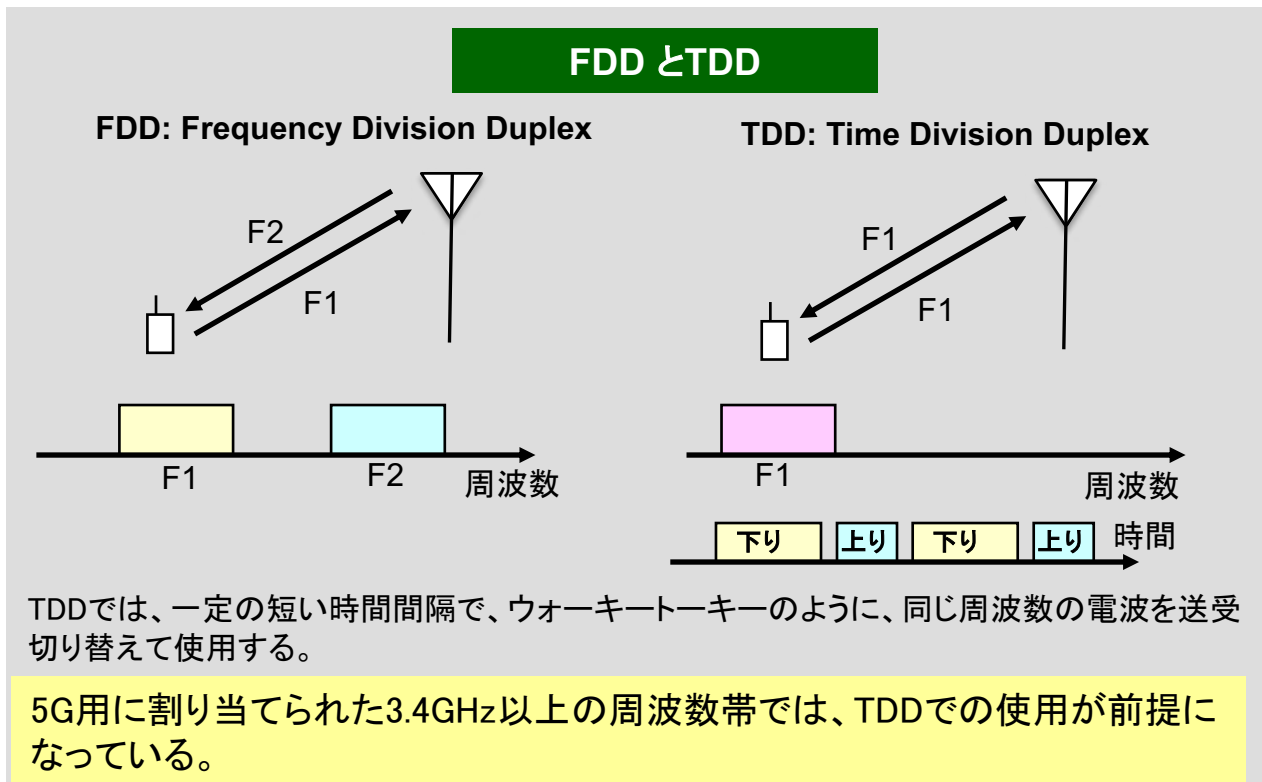 FDD とTDD
FDD: Frequency Division Duplex
F2
F1
F1
F2
周波数
TDD: Time Division Duplex
F1
F1
F1
周波数
下り
上り
下り
上り
時間
TDDでは、一定の短い時間間隔で、ウォーキートーキーのように、同じ周波数の電波を送受
切り替えて使用する。
5G用に割り当てられた3.4GHz以上の周波数帯では、TDDでの使用が前提に
なっている。